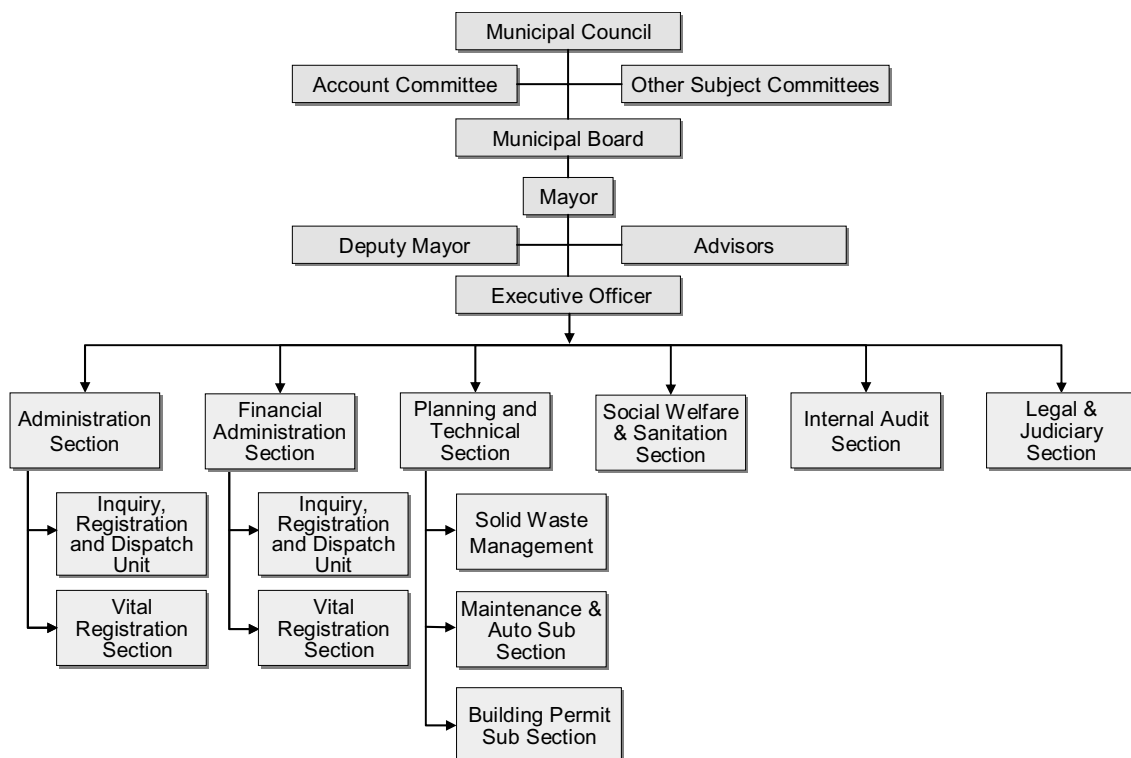 Municipal Council
Account Committee
Other Subject Committees
Municipal Board
Mayor
Deputy Mayor
Advisors
Executive Officer
Administration
Section
Financial
Administration
Section
Planning and
Technical
Section
Social Welfare
& Sanitation
Section
Internal Audit
Section
Legal &
Judiciary
Section
Inquiry,
Registration
and Dispatch
Unit
Inquiry,
Registration
and Dispatch
Unit
Solid Waste
Management
Vital
Registration
Section
Vital
Registration
Section
Maintenance &
Auto Sub
Section
Building Permit
Sub Section